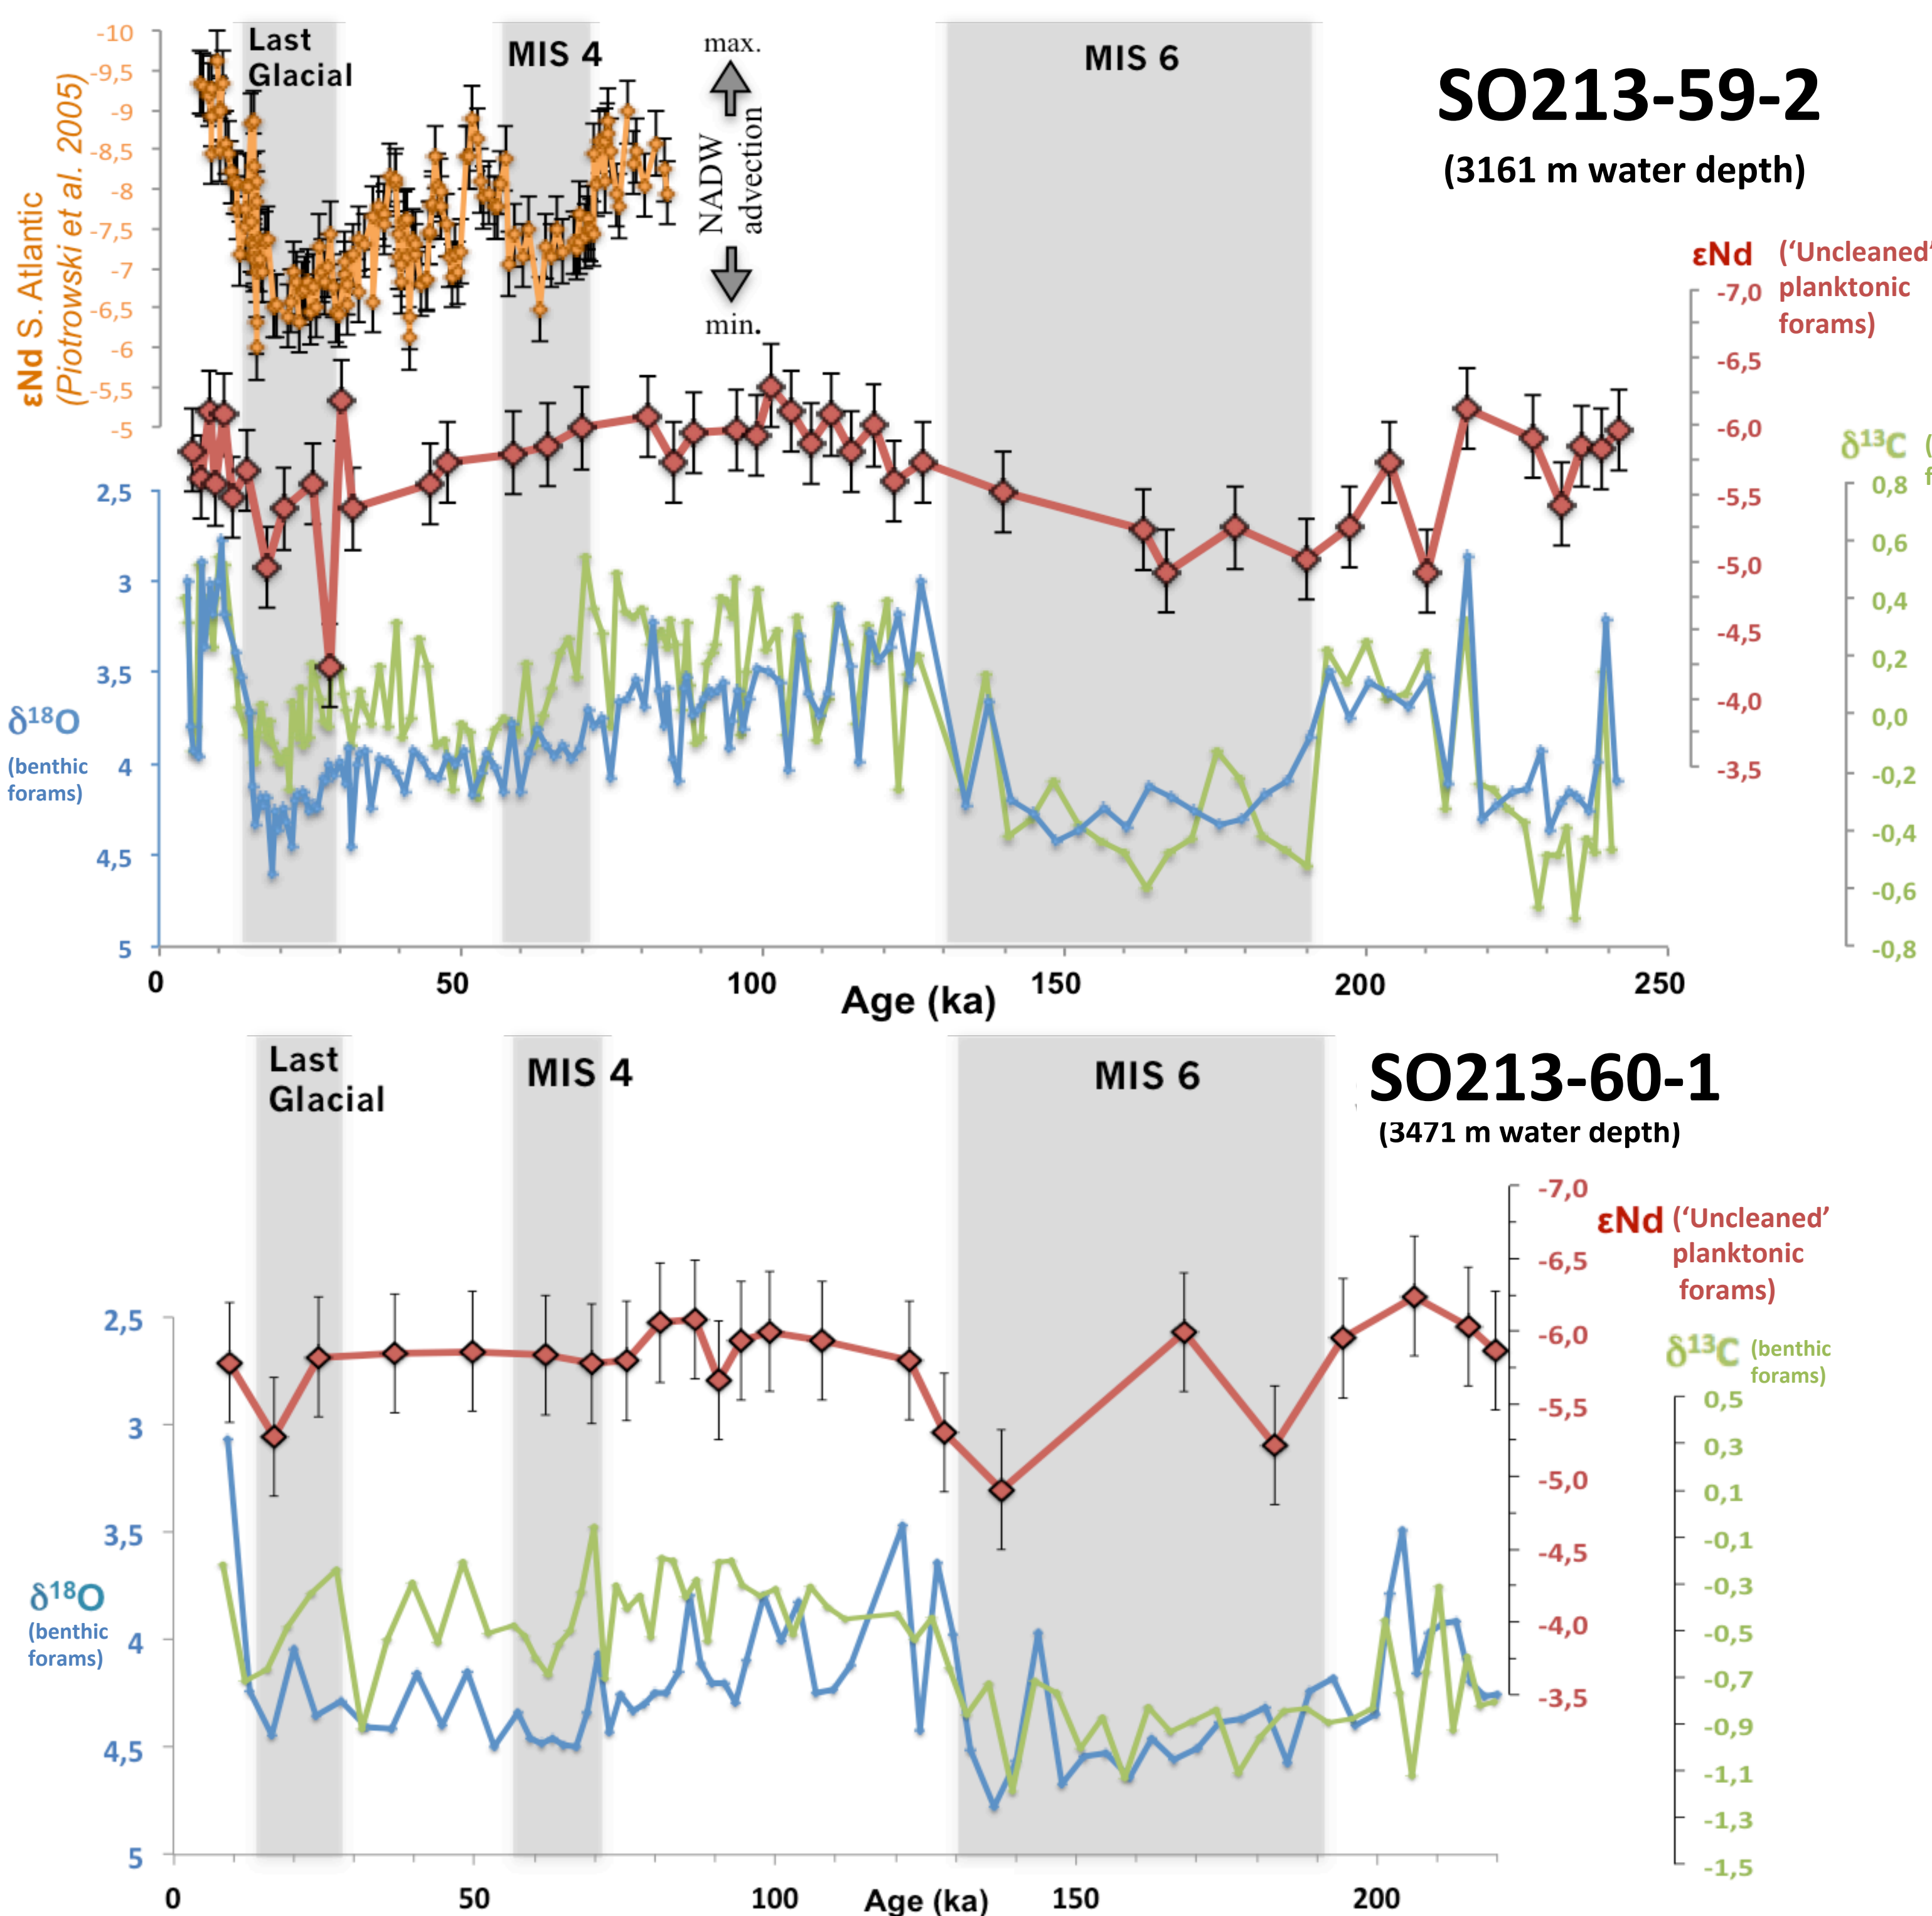 SO213-59-2
(3161 m water depth)
Last
Glacial
MIS 4
MIS 6
max.
NADW
advection
min.
εNd S. Atlantic
(Piotrowski et al. 2005)
-10
-9,5
-9
-8,5
-8
-7,5
-7
-6,5
-6
-5,5
-5
εNd (‘Uncleaned’
planktonic
forams)
-7,0
-6,5
-6,0
-5,5
-5,0
-4,5
-4,0
-3,5
δ18O
(benthic
forams)
2,5
3
3,5
4
4,5
5
δ13C (
f
0,8
0,6
0,4
0,2
0,0
-0,2
-0,4
-0,6
-0,8
0 50 100 150 200 250
Age (ka)
SO213-60-1
(3471 m water depth)
Last
Glacial
MIS 4
MIS 6
εNd (‘Uncleaned’
planktonic
forams)
-7,0
-6,5
-6,0
-5,5
-5,0
-4,5
-4,0
-3,5
δ13C (benthic
forams)
0,5
0,3
0,1
-0,1
-0,3
-0,5
-0,7
-0,9
-1,1
-1,3
-1,5
δ18O
(benthic
forams)
2,5
3
3,5
4
4,5
5
0 50 100 150 200
Age (ka)